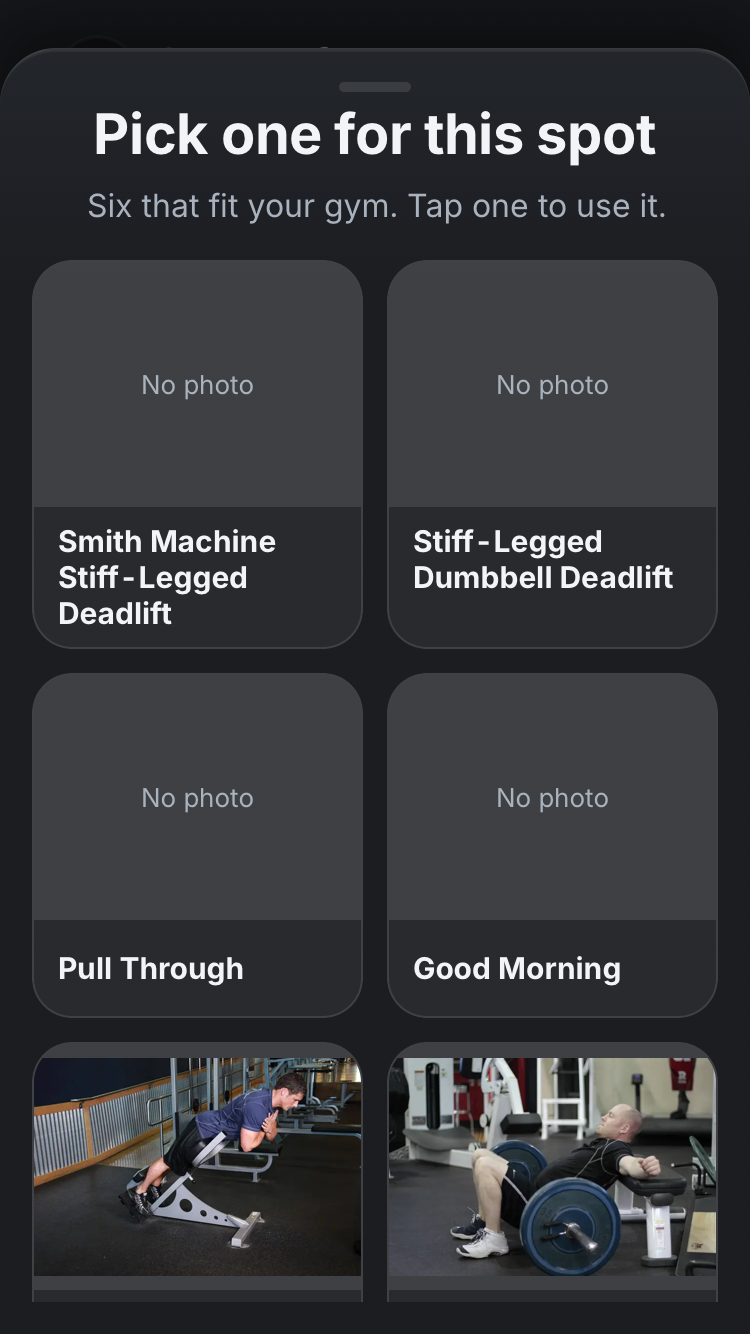 Pick one for this spot
Six that fit your gym. Tap one to use it.
No photo
No photo
Smith Machine
Stiff-Legged
Deadlift
Stiff-Legged
Dumbbell Deadlift
No photo
No photo
Pull Through
Good Morning